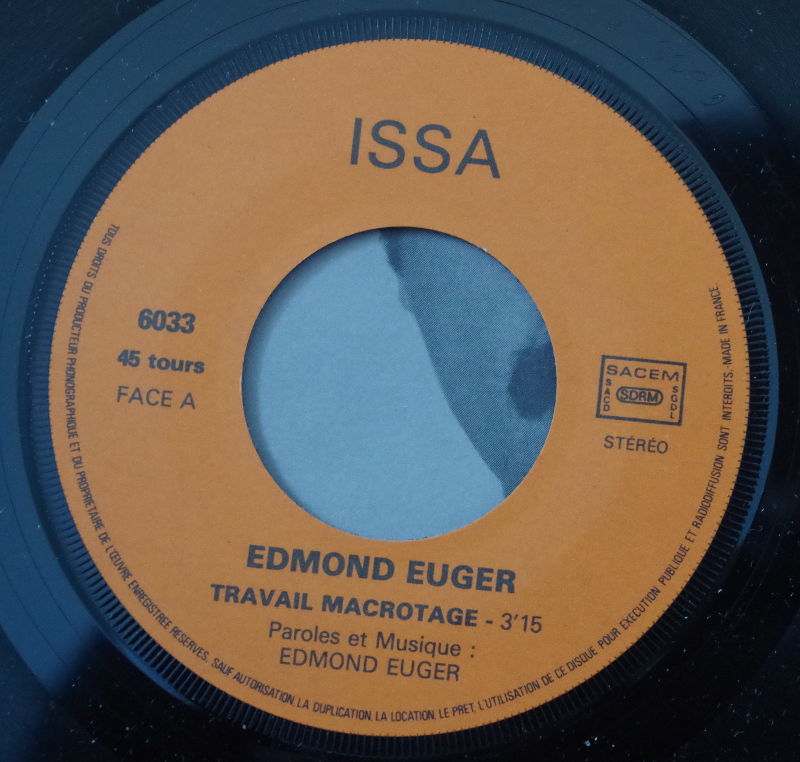 ISSA
6033
45 tours
FACE A
SACEM
SACD
SDRM
SGDL
STÉRÉO
EDMOND EUGER
TRAVAIL MACROTAGE - 3'15
Paroles et Musique :
EDMOND EUGER
TOUS DROITS DU PRODUCTEUR PHONOGRAPHIQUE ET DU PROPRIETAIRE DE L'ŒUVRE ENREGISTREE RESERVES. SAUF AUTORISATION, LA DUPLICATION, LA LOCATION, LE PRET, L'UTILISATION DE CE DISQUE POUR EXECUTION PUBLIQUE ET RADIODIFFUSION SONT INTERDITS. MADE IN FRANCE.